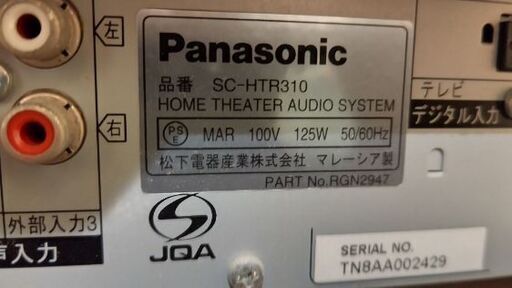 左
右
外部入力3
声入力
Panasonic
品番 SC-HTR310
HOME THEATER AUDIO SYSTEM
PS E MAR 100V 125W 50/60Hz
松下電器産業株式会社 マレーシア製
PART No.RGN2947
JQA
テレビ
デジタル入力
SERIAL NO.
TN8AA002429